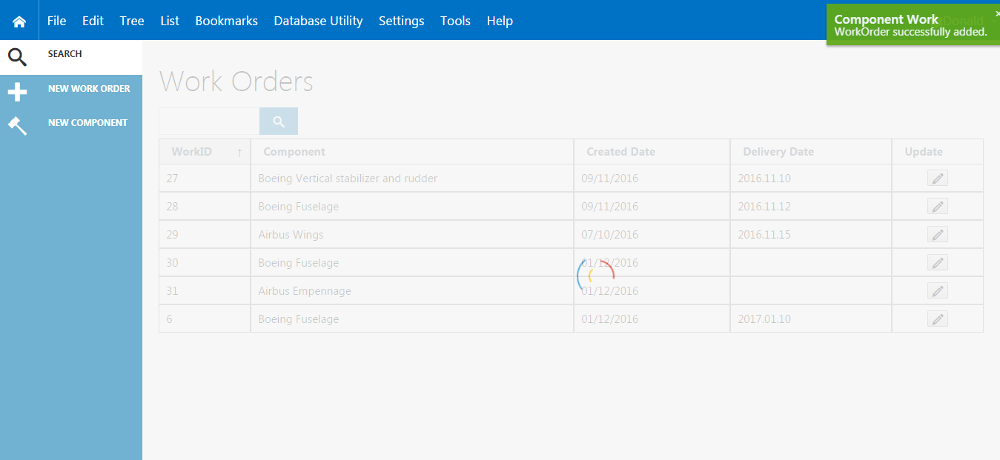 File Edit Tree List Bookmarks Database Utility Settings Tools Help
Component Work
WorkOrder successfully added.
SEARCH
NEW WORK ORDER
NEW COMPONENT
Work Orders
WorkID ↑ Component Created Date Delivery Date Update
27 Boeing Vertical stabilizer and rudder 09/11/2016 2016.11.10
28 Boeing Fuselage 09/11/2016 2016.11.12
29 Airbus Wings 07/10/2016 2016.11.15
30 Boeing Fuselage 01/12/2016
31 Airbus Empennage 01/12/2016
6 Boeing Fuselage 01/12/2016 2017.01.10